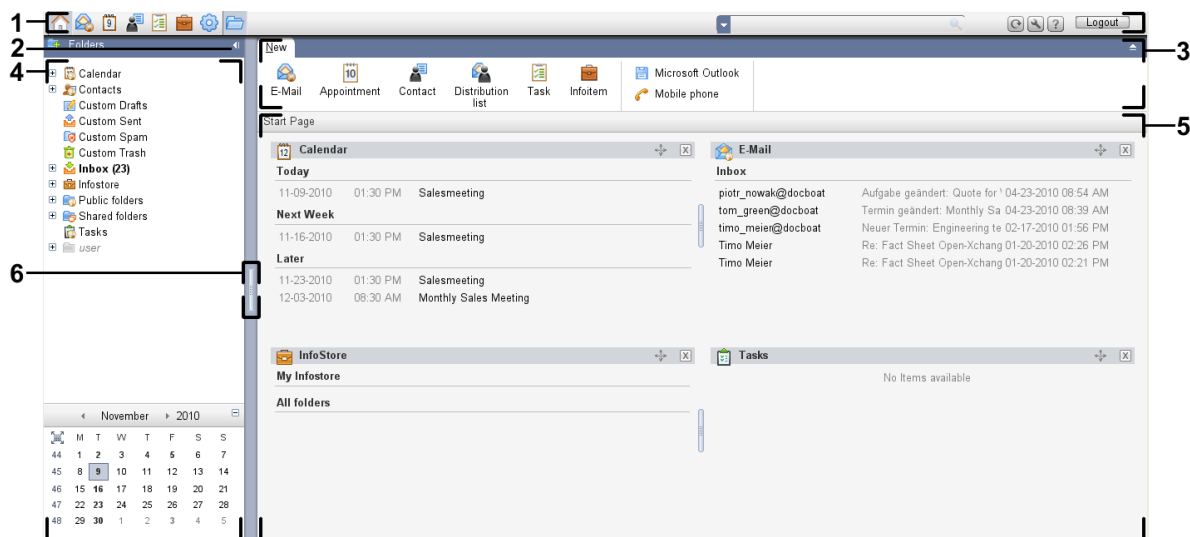 1
9
Logout
2
Folders
New
3
4
Calendar
Contacts
Custom Drafts
Custom Sent
Custom Spam
Custom Trash
Inbox (23)
Infostore
Public folders
Shared folders
Tasks
user
10
E-Mail Appointment Contact Distribution list Task Infoitem
Microsoft Outlook
Mobile phone
Start Page
5
12 Calendar
Today
11-09-2010 01:30 PM Salesmeeting
Next Week
11-16-2010 01:30 PM Salesmeeting
Later
11-23-2010 01:30 PM Salesmeeting
12-03-2010 08:30 AM Monthly Sales Meeting
E-Mail
Inbox
piotr_nowak@docboat Aufgabe geändert: Quote for 04-23-2010 08:54 AM
tom_green@docboat Termin geändert: Monthly Sa 04-23-2010 08:39 AM
timo_meier@docboat Neuer Termin: Engineering te 02-17-2010 01:56 PM
Timo Meier Re: Fact Sheet Open-Xchang 01-20-2010 02:26 PM
Timo Meier Re: Fact Sheet Open-Xchang 01-20-2010 02:21 PM
6
InfoStore
My Infostore
All folders
Tasks
No Items available
November 2010
M T W T F S S
44 1 2 3 4 5 6 7
45 8 9 10 11 12 13 14
46 15 16 17 18 19 20 21
47 22 23 24 25 26 27 28
48 29 30 1 2 3 4 5